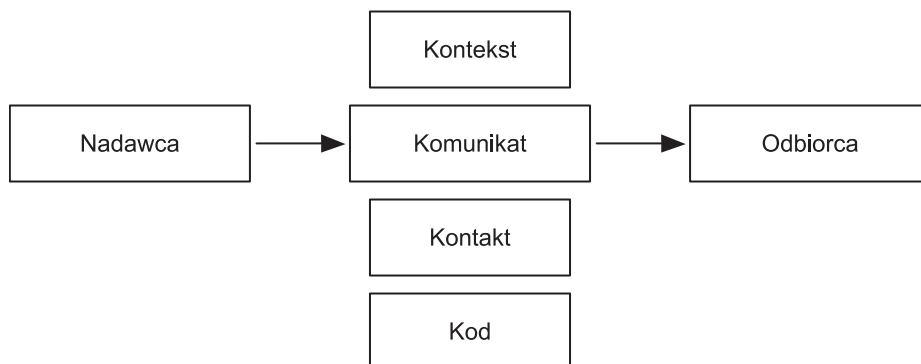 Kontekst
Nadawca
Komunikat
Odbiorca
Kontakt
Kod